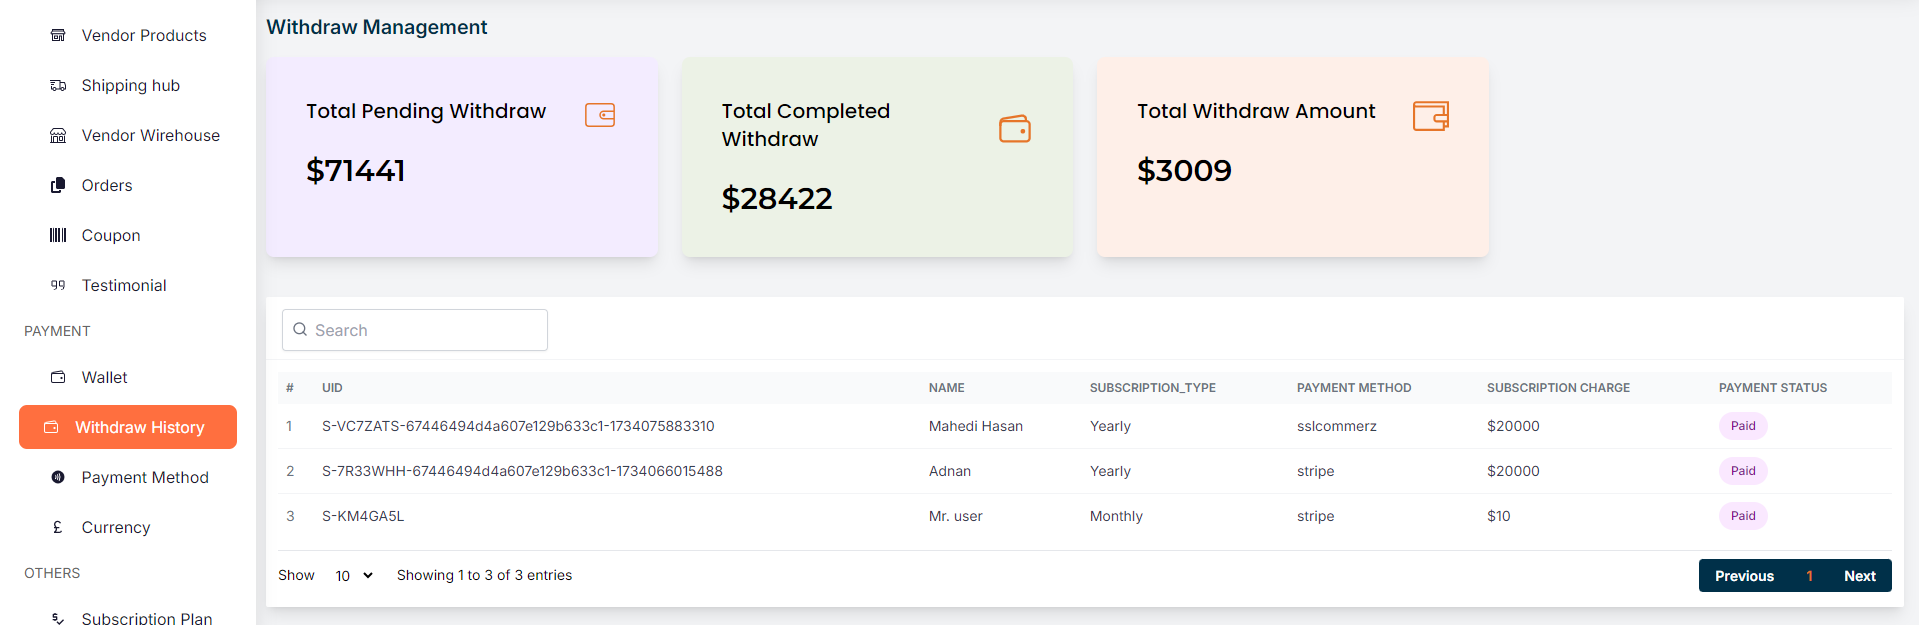 Vendor Products
Shipping hub
Vendor Wirehouse
Orders
Coupon
Testimonial
PAYMENT
Wallet
Withdraw History
Payment Method
Currency
OTHERS
Subscription Plan
Withdraw Management
Total Pending Withdraw
$71441
Total Completed
Withdraw
$28422
Total Withdraw Amount
$3009
Search
# UID NAME SUBSCRIPTION_TYPE PAYMENT METHOD SUBSCRIPTION CHARGE PAYMENT STATUS
1 S-VC7ZATS-67446494d4a607e129b633c1-1734075883310 Mahedi Hasan Yearly sslcommerz $20000 Paid
2 S-7R33WHH-67446494d4a607e129b633c1-1734066015488 Adnan Yearly stripe $20000 Paid
3 S-KM4GA5L Mr. user Monthly stripe $10 Paid
Show 10 Showing 1 to 3 of 3 entries Previous 1 Next